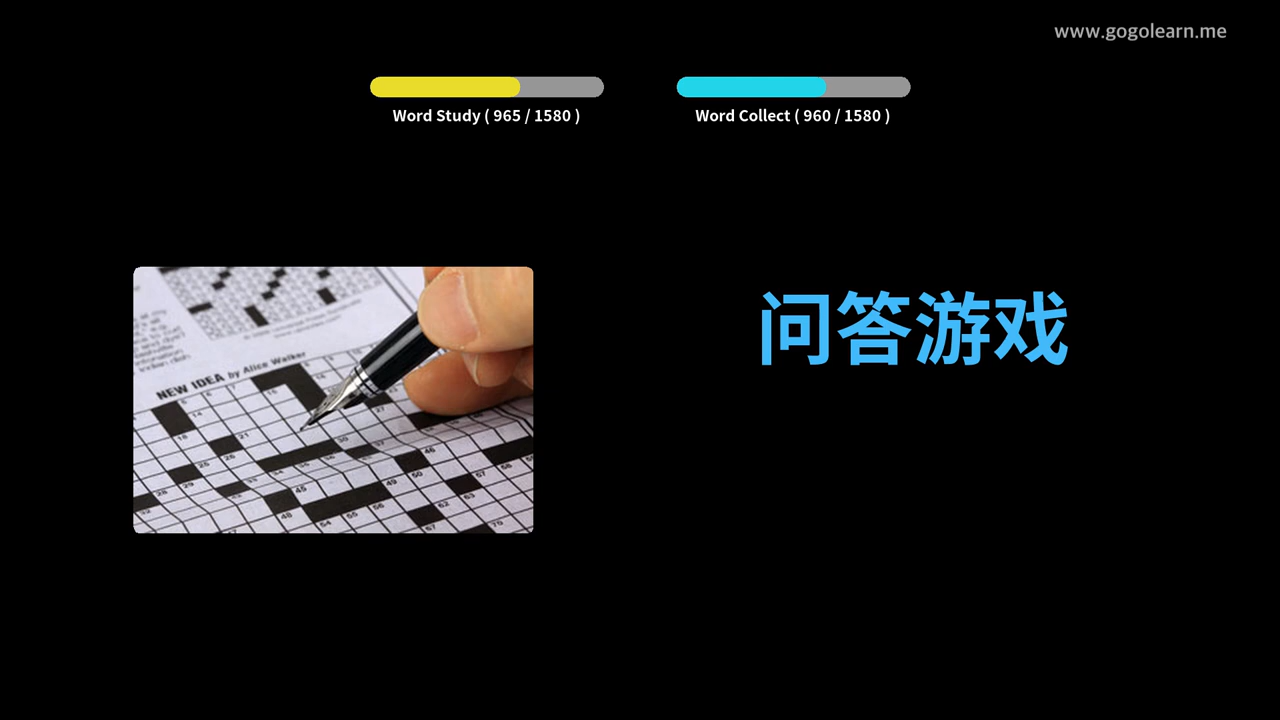 www.gogolearn.me
Word Study ( 965 / 1580 )
Word Collect ( 960 / 1580 )
问答游戏
NEW IDEA by Alice Walker